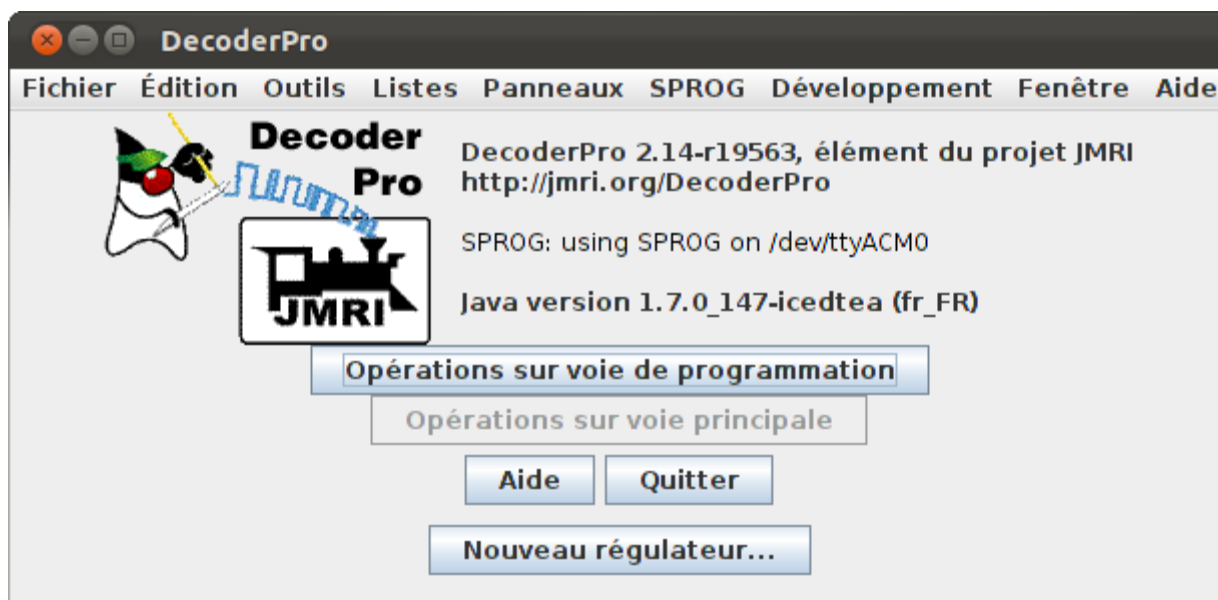 DecoderPro
Fichier Édition Outils Listes Panneaux SPROG Développement Fenêtre Aide
Decoder
Pro
JMRI
DecoderPro 2.14-r19563, élément du projet JMRI
http://jmri.org/DecoderPro
SPROG: using SPROG on /dev/ttyACM0
Java version 1.7.0_147-icedtea (fr_FR)
Opérations sur voie de programmation
Opérations sur voie principale
Aide Quitter
Nouveau régulateur...